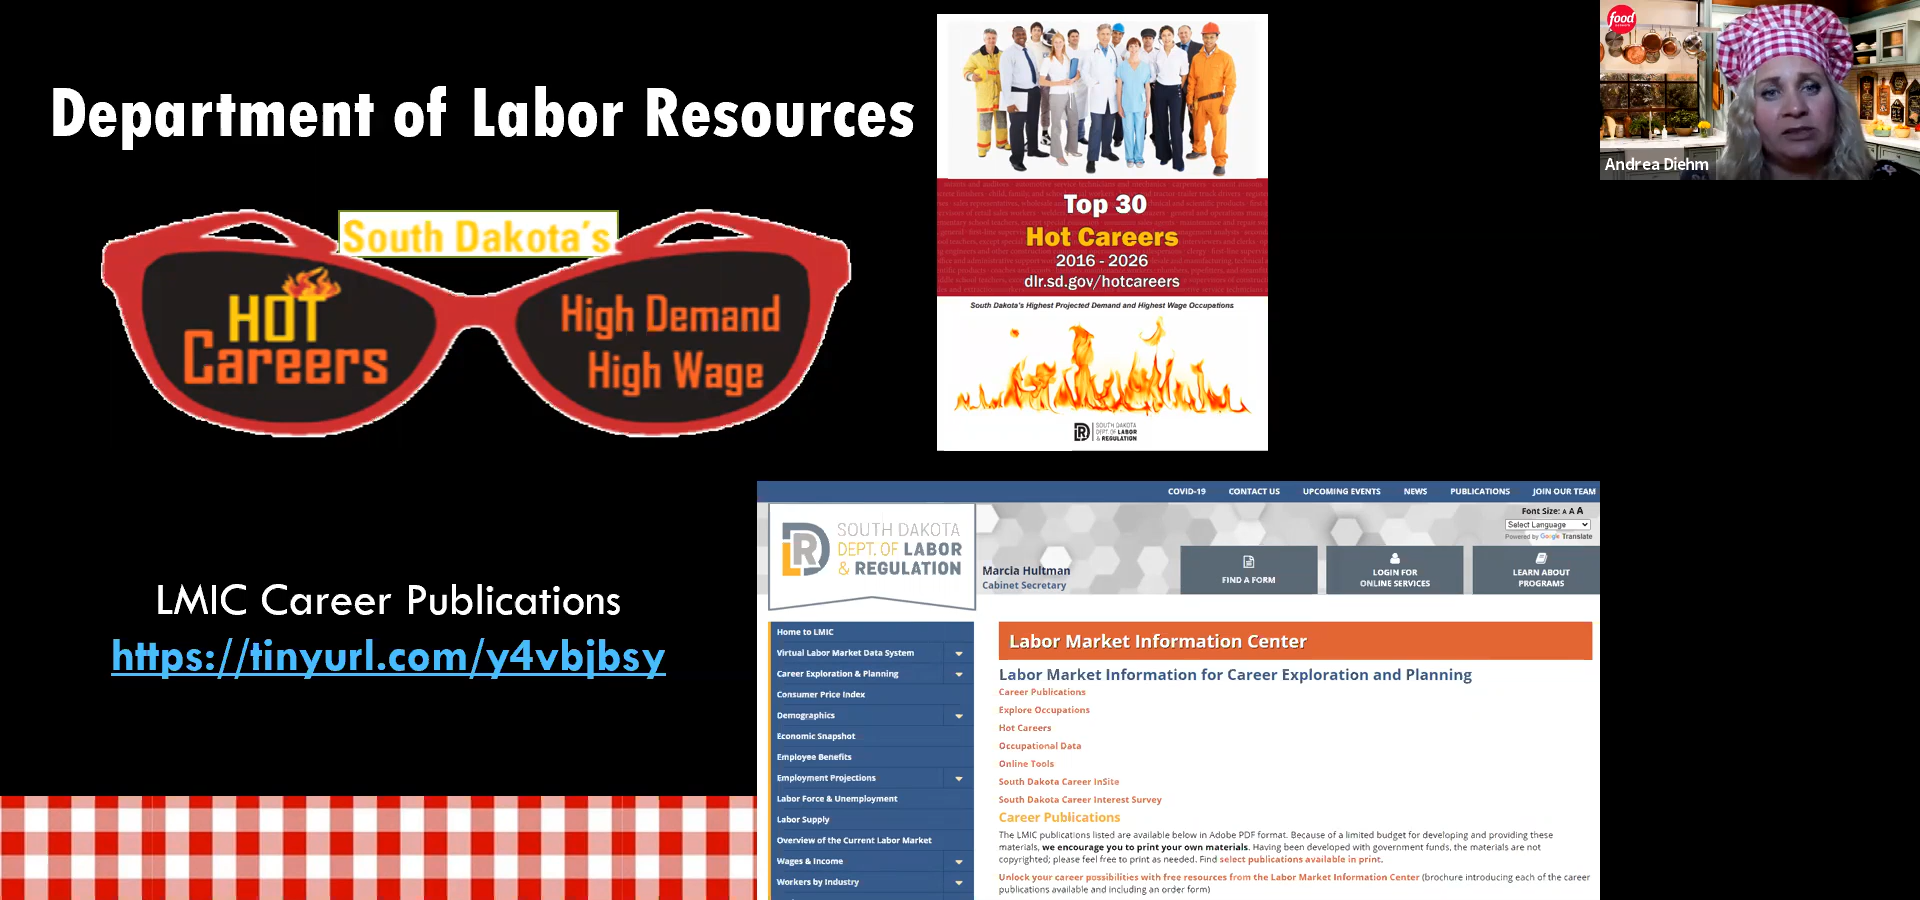 Department of Labor Resources
South Dakota's
HOT
Careers
High Demand
High Wage
Top 30
Hot Careers
2016 - 2026
dlr.sd.gov/hotcareers
South Dakota's Highest Projected Demand and Highest Wage Occupations
SOUTH DAKOTA
DEPT. OF LABOR
& REGULATION
food
Andrea Diehm
LMIC Career Publications
https://tinyurl.com/y4vbjbsy
COVID-19 CONTACT US UPCOMING EVENTS NEWS PUBLICATIONS JOIN OUR TEAM
Font Size: A A A
Select Language
Powered by Google Translate
SOUTH DAKOTA
DEPT. OF LABOR
& REGULATION
Marcia Hultman
Cabinet Secretary
FIND A FORM
LOGIN FOR
ONLINE SERVICES
LEARN ABOUT
PROGRAMS
Home to LMIC
Virtual Labor Market Data System
Career Exploration & Planning
Consumer Price Index
Demographics
Economic Snapshot
Employee Benefits
Employment Projections
Labor Force & Unemployment
Labor Supply
Overview of the Current Labor Market
Wages & Income
Workers by Industry
Labor Market Information Center
Labor Market Information for Career Exploration and Planning
Career Publications
Explore Occupations
Hot Careers
Occupational Data
Online Tools
South Dakota Career InSite
South Dakota Career Interest Survey
Career Publications
The LMIC publications listed are available below in Adobe PDF format. Because of a limited budget for developing and providing these
materials, we encourage you to print your own materials. Having been developed with government funds, the materials are not
copyrighted; please feel free to print as needed. Find select publications available in print.
Unlock your career possibilities with free resources from the Labor Market Information Center (brochure introducing each of the career
publications available and including an order form)